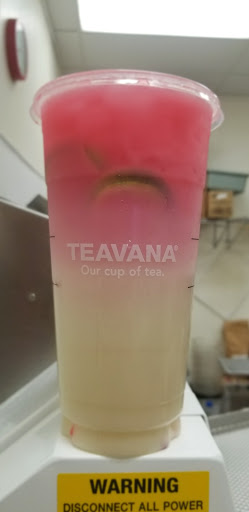 TEAVANA®
Our cup of tea.
WARNING
DISCONNECT ALL POWER